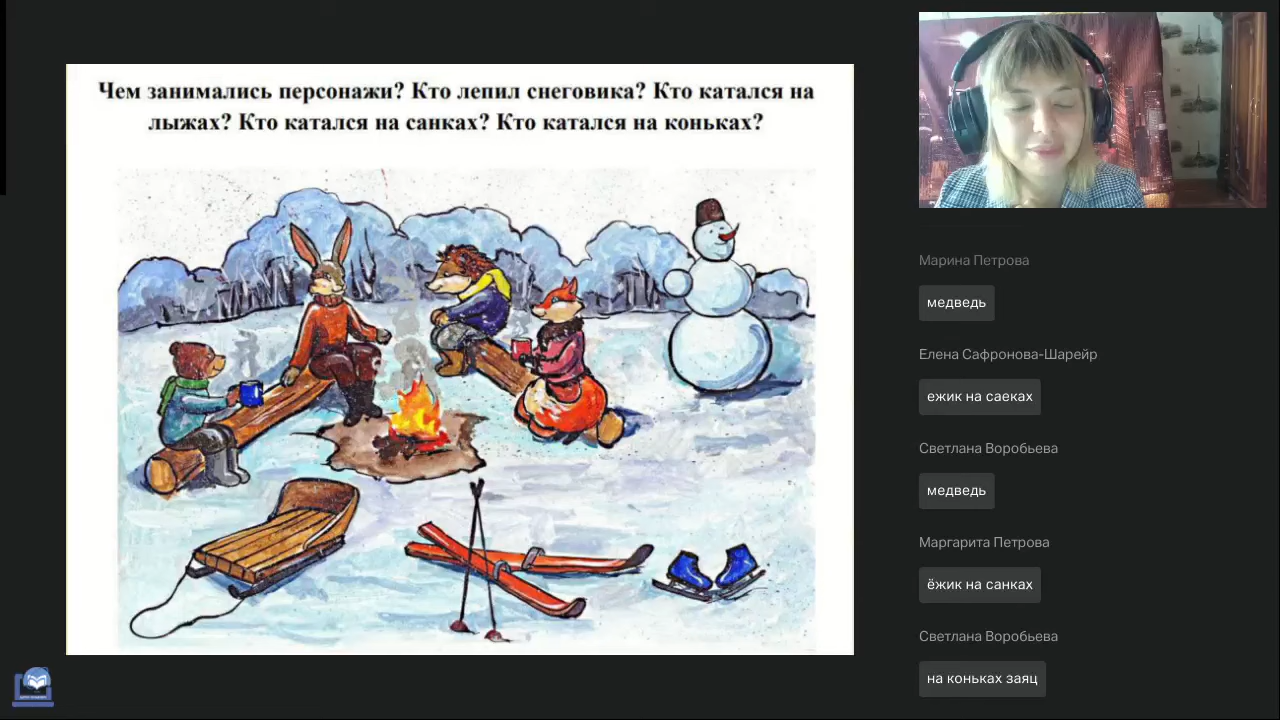 Чем занимались персонажи? Кто лепил снеговика? Кто катался на
лыжах? Кто катался на санках? Кто катался на коньках?
Марина Петрова
медведь
Елена Сафронова-Шарейр
ежик на саеках
Светлана Воробьева
медведь
Маргарита Петрова
ёжик на санках
Светлана Воробьева
на коньках заяц